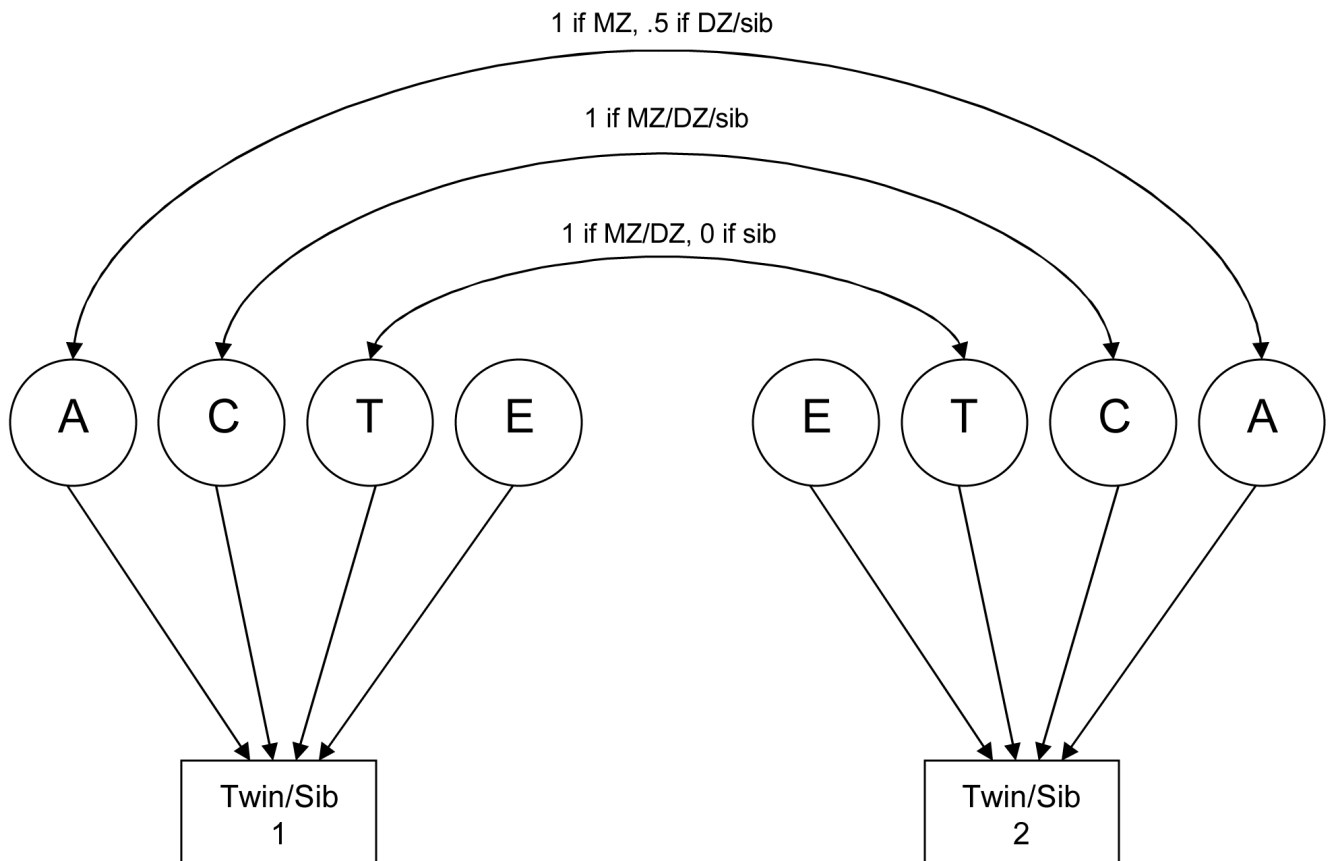 1 if MZ, .5 if DZ/sib
1 if MZ/DZ/sib
1 if MZ/DZ, 0 if sib
A C T E E T C A
Twin/Sib
1
Twin/Sib
2